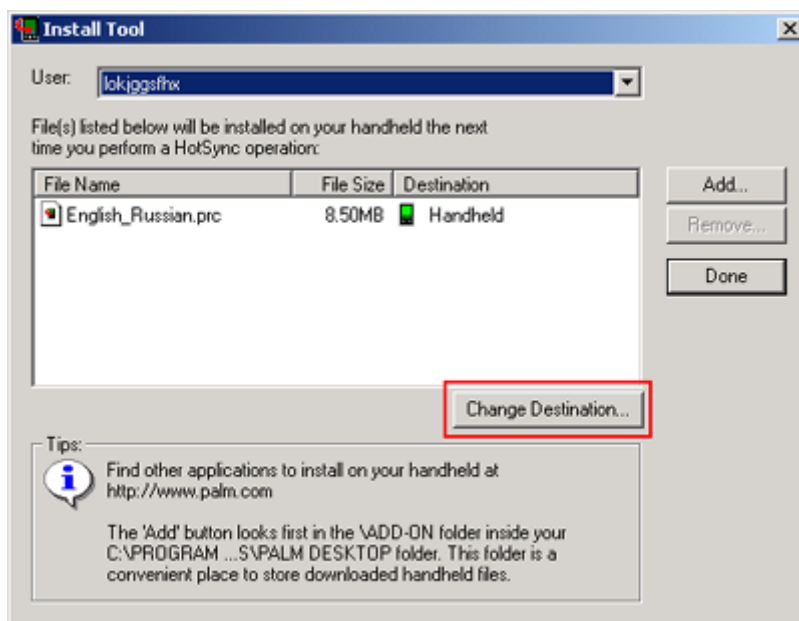 Install Tool
User: lokjggsfhx
File(s) listed below will be installed on your handheld the next
time you perform a HotSync operation:
File Name File Size Destination
English_Russian.prc 8.50MB Handheld
Add...
Remove...
Done
Change Destination...
Tips:
Find other applications to install on your handheld at
http://www.palm.com
The 'Add' button looks first in the \ADD-ON folder inside your
C:\PROGRAM ...S\PALM DESKTOP folder. This folder is a
convenient place to store downloaded handheld files.